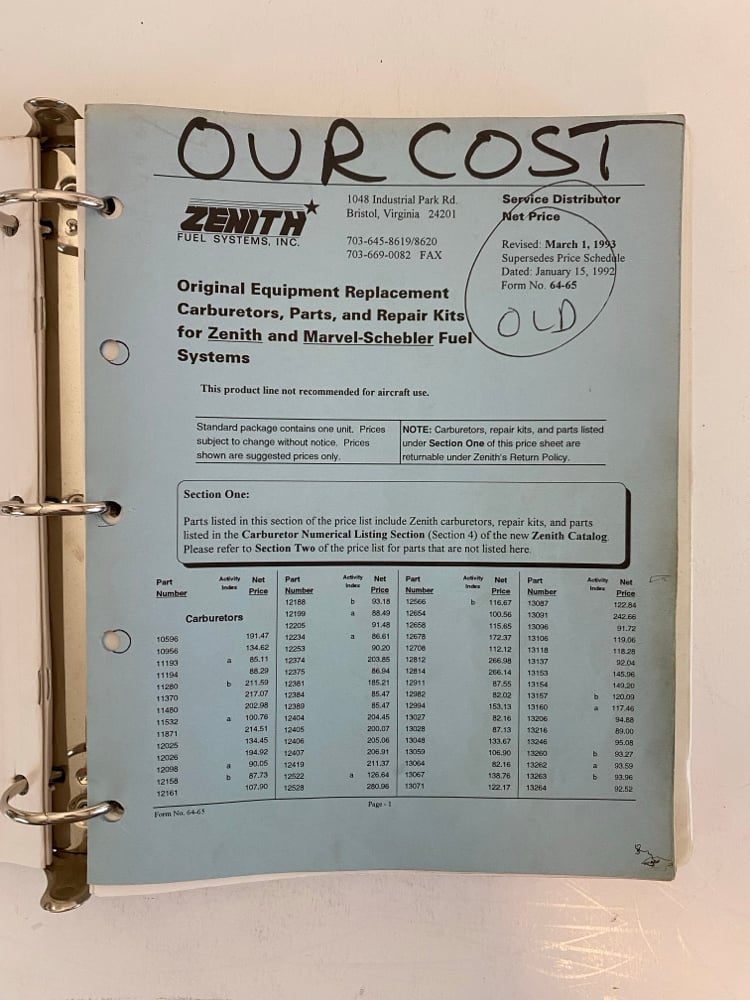 OUR COST
ZENITH
FUEL SYSTEMS, INC.
1048 Industrial Park Rd.
Bristol, Virginia 24201
703-645-8619/8620
703-669-0082 FAX
Service Distributor
Net Price
Revised: March 1, 1993
Supersedes Price Schedule
Dated: January 15, 1992
Form No. 64-65
OLD
Original Equipment Replacement
Carburetors, Parts, and Repair Kits
for Zenith and Marvel-Schebler Fuel
Systems
This product line not recommended for aircraft use.
Standard package contains one unit. Prices
subject to change without notice. Prices
shown are suggested prices only.
NOTE: Carburetors, repair kits, and parts listed
under Section One of this price sheet are
returnable under Zenith's Return Policy.
Section One:
Parts listed in this section of the price list include Zenith carburetors, repair kits, and parts
listed in the Carburetor Numerical Listing Section (Section 4) of the new Zenith Catalog.
Please refer to Section Two of the price list for parts that are not listed here.
Part Number Activity Index Net Price
Carburetors
10596 191.47
10956 134.62
11193 a 85.11
11194 88.29
11280 b 211.59
11370 217.07
11480 202.98
11532 a 100.76
11871 214.51
12025 134.45
12026 194.92
12098 a 90.05
12158 b 87.73
12161 107.90
Part Number Activity Index Net Price
12188 b 93.18
12199 a 88.49
12205 91.48
12234 a 86.61
12253 90.20
12374 203.85
12375 86.94
12381 185.21
12384 85.47
12389 85.47
12404 204.45
12405 200.07
12406 205.06
12407 206.91
12419 211.37
12522 a 126.64
12528 280.96
Part Number Activity Index Net Price
12566 b 116.67
12654 100.56
12658 115.65
12678 172.37
12708 112.12
12812 266.98
12814 266.14
12911 87.55
12982 82.02
12994 153.13
13027 82.16
13028 87.13
13048 133.67
13059 106.90
13064 82.16
13067 138.76
13071 122.17
Part Number Activity Index Net Price
13087 122.84
13091 242.66
13096 91.72
13106 119.06
13118 118.28
13137 92.04
13153 145.96
13154 149.20
13157 b 120.09
13160 a 117.46
13206 94.88
13216 89.00
13246 95.08
13260 b 93.27
13262 a 93.59
13263 b 93.96
13264 92.52
Form No. 64-65
Page - 1